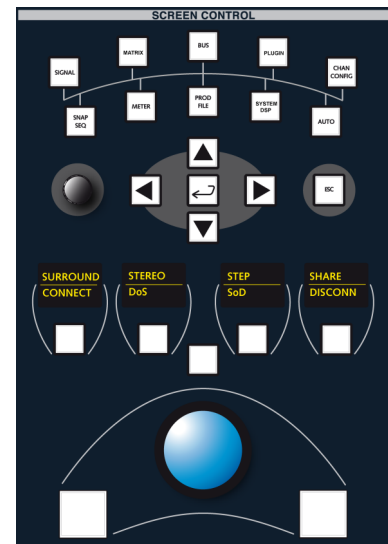 SCREEN CONTROL
BUS
MATRIX
PLUGIN
SIGNAL
CHAN
CONFIG
SNAP
SEQ
METER
PROD
FILE
SYSTEM
DSP
AUTO
ESC
SURROUND
CONNECT
STEREO
DoS
STEP
SoD
SHARE
DISCONN